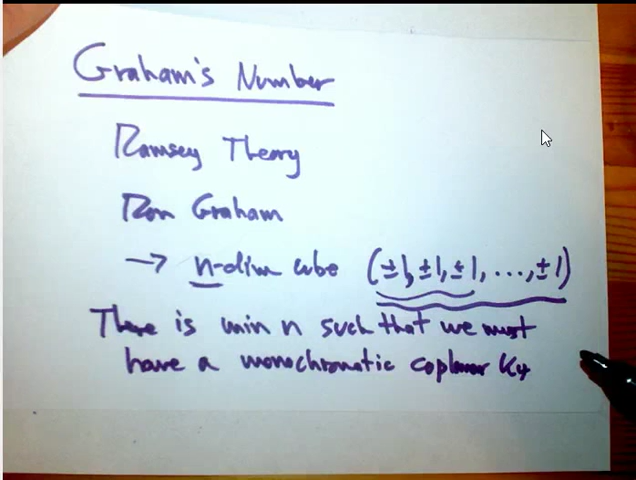 Graham's Number
Ramsey Theory
Ron Graham
→ n-dim cube (±1, ±1, ±1, ..., ±1)
There is min n such that we must
have a monochromatic coplanar K4